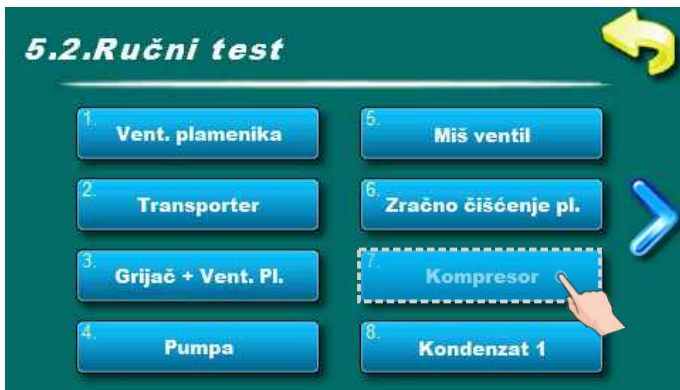 5.2.Ručni test
1. Vent. plamenika
2. Transporter
3. Grijač + Vent. Pl.
4. Pumpa
5. Miš ventil
6. Zračno čišćenje pl.
7. Kompresor
8. Kondenzat 1